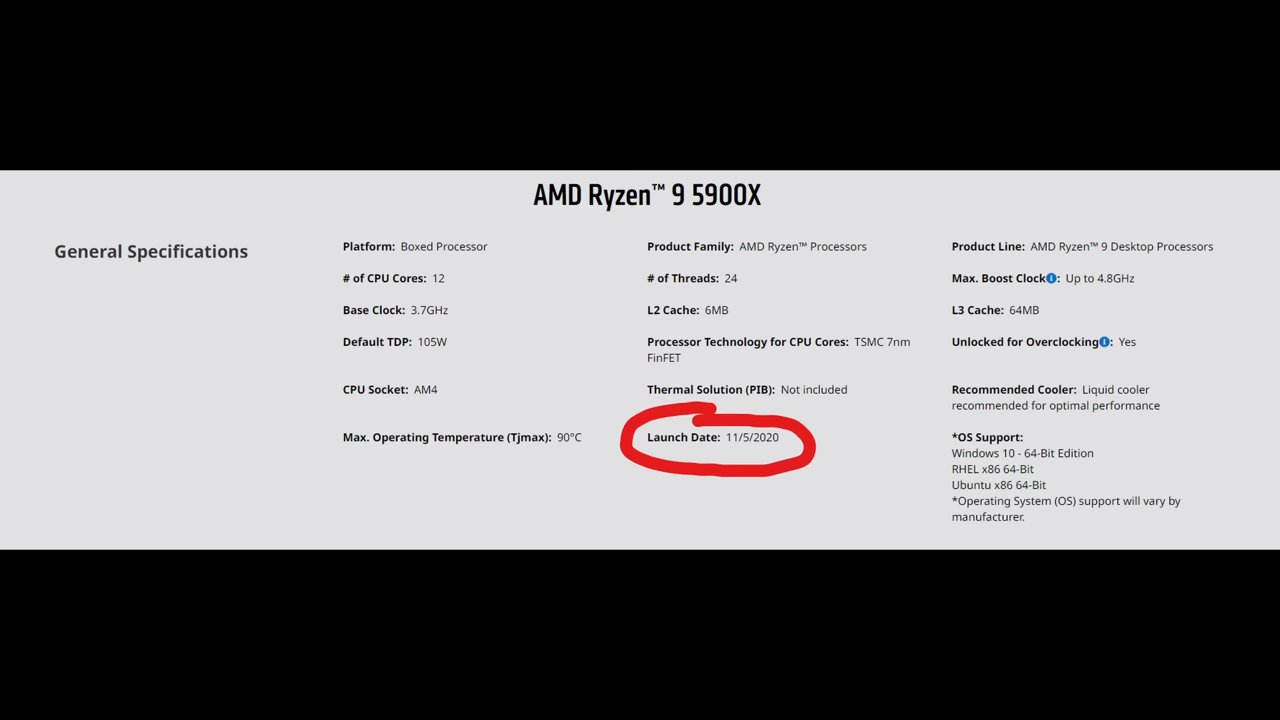 AMD Ryzen™ 9 5900X
General Specifications
Platform: Boxed Processor
Product Family: AMD Ryzen™ Processors
Product Line: AMD Ryzen™ 9 Desktop Processors
# of CPU Cores: 12
# of Threads: 24
Max. Boost Clock: Up to 4.8GHz
Base Clock: 3.7GHz
L2 Cache: 6MB
L3 Cache: 64MB
Default TDP: 105W
Processor Technology for CPU Cores: TSMC 7nm
FinFET
Unlocked for Overclocking: Yes
CPU Socket: AM4
Thermal Solution (PIB): Not included
Recommended Cooler: Liquid cooler
recommended for optimal performance
Max. Operating Temperature (Tjmax): 90°C
Launch Date: 11/5/2020
*OS Support:
Windows 10 - 64-Bit Edition
RHEL x86 64-Bit
Ubuntu x86 64-Bit
*Operating System (OS) support will vary by
manufacturer.